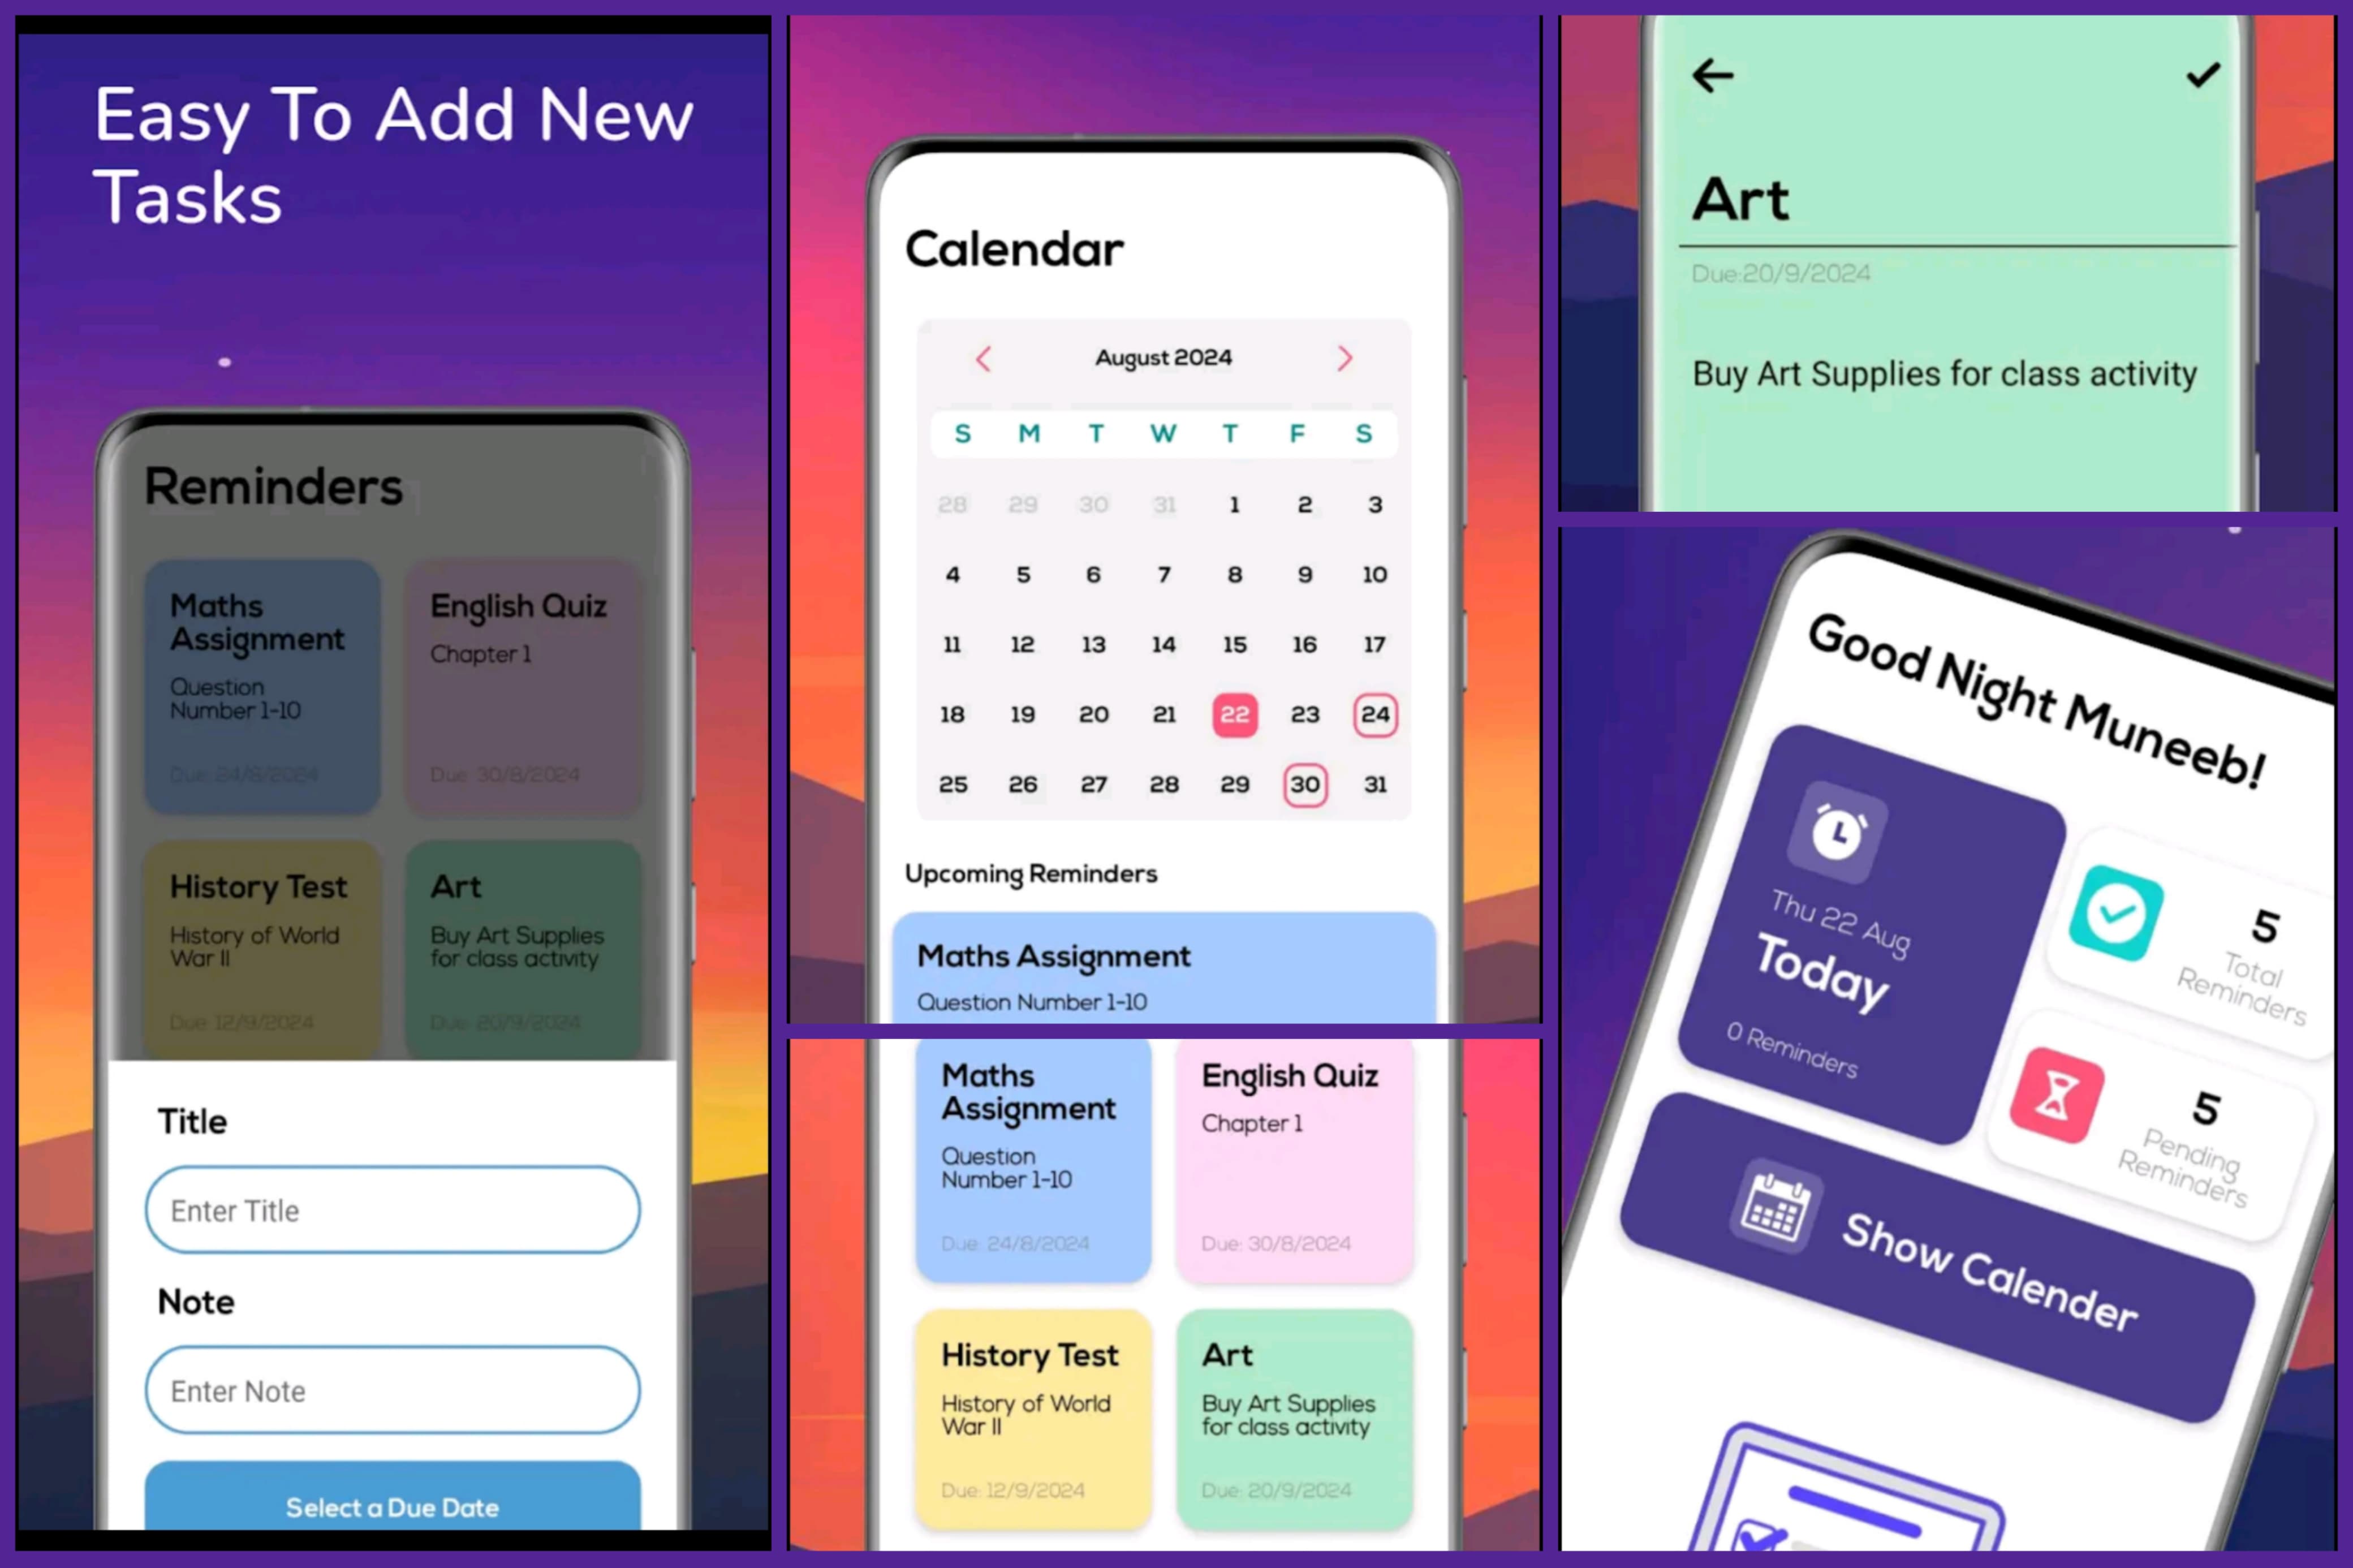 Easy To Add New
Tasks
Reminders
Maths
Assignment
Question
Number 1-10
Due: 24/8/2024
English Quiz
Chapter 1
Due: 30/8/2024
History Test
History of World
War II
Due: 12/9/2024
Art
Buy Art Supplies
for class activity
Due: 20/9/2024
Title
Enter Title
Note
Enter Note
Select a Due Date
Calendar
August 2024
S M T W T F S
28 29 30 31 1 2 3
4 5 6 7 8 9 10
11 12 13 14 15 16 17
18 19 20 21 22 23 24
25 26 27 28 29 30 31
Upcoming Reminders
Maths Assignment
Question Number 1-10
Maths
Assignment
Question
Number 1-10
Due: 24/8/2024
English Quiz
Chapter 1
Due: 30/8/2024
History Test
History of World
War II
Due: 12/9/2024
Art
Buy Art Supplies
for class activity
Due: 20/9/2024
Art
Due:20/9/2024
Buy Art Supplies for class activity
Good Night Muneeb!
Thu 22 Aug
Today
0 Reminders
5
Total
Reminders
5
Pending
Reminders
Show Calender